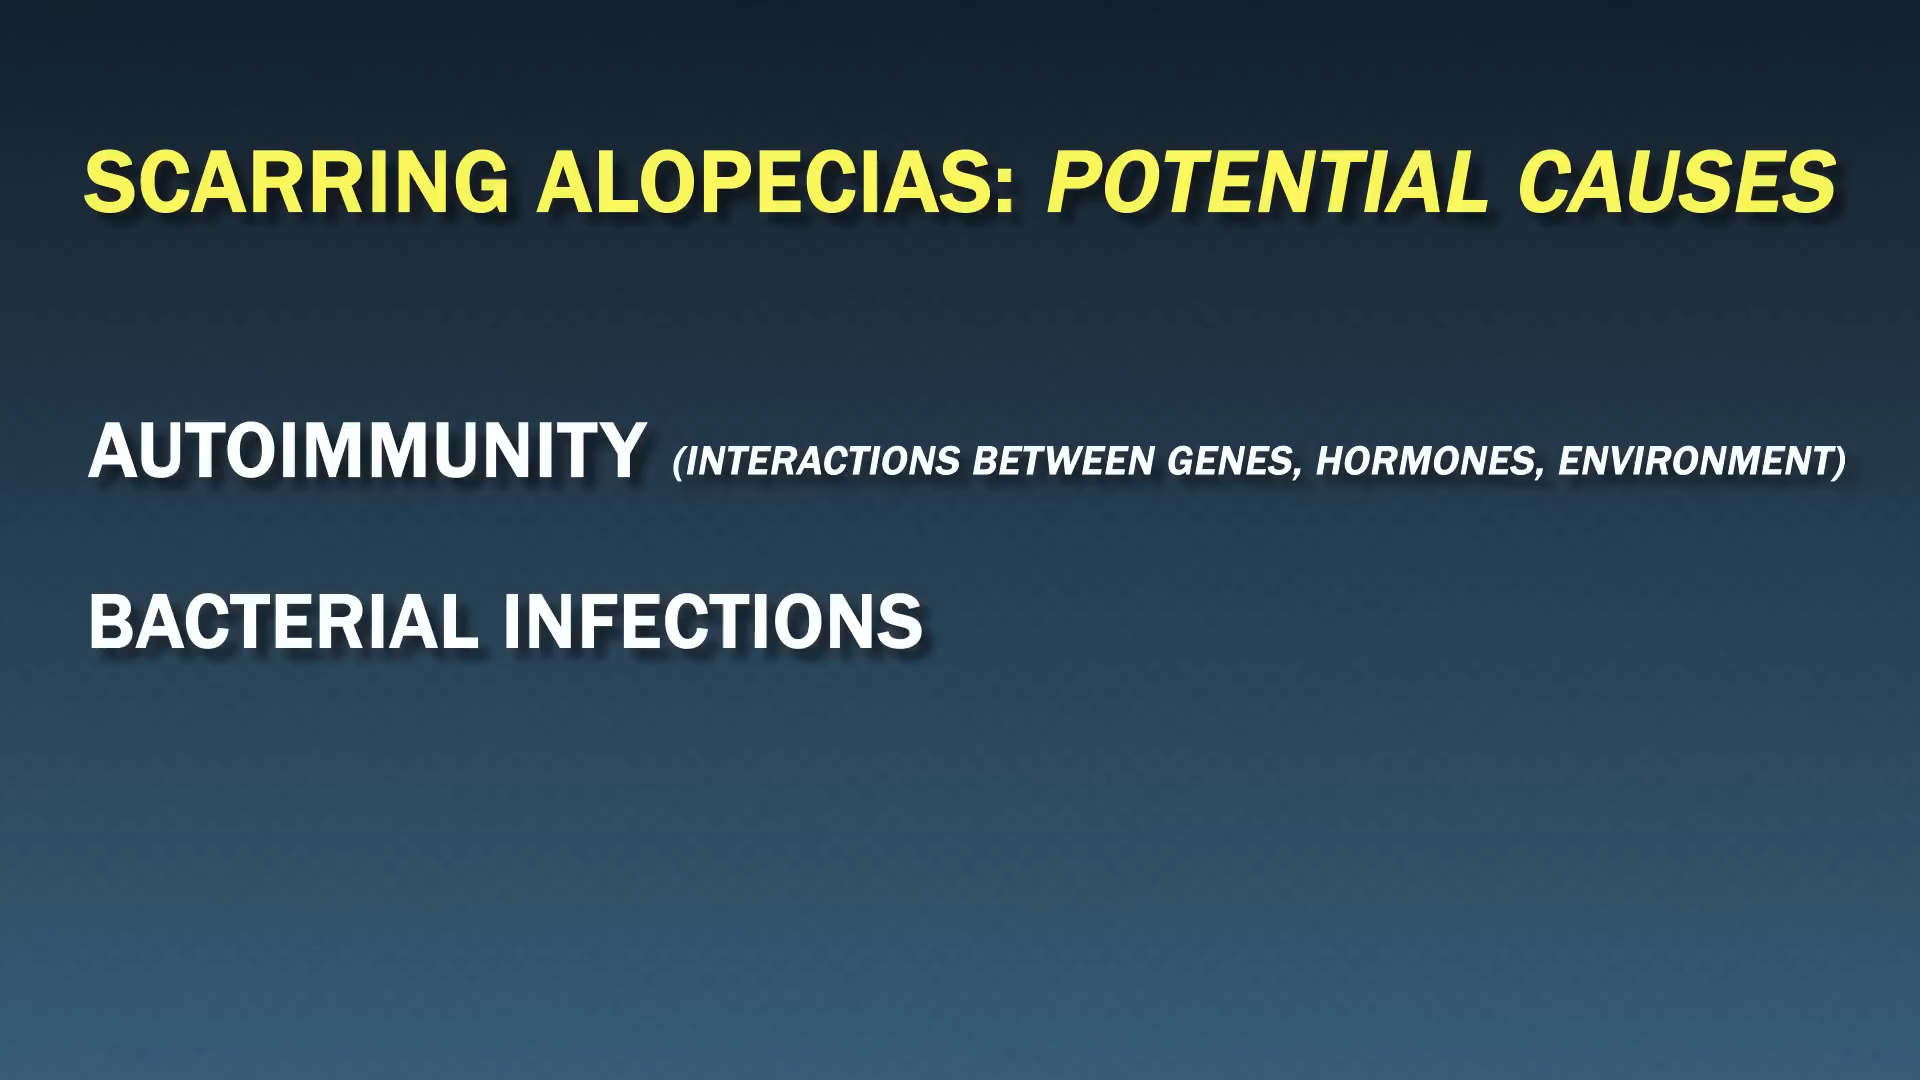 SCARRING ALOPECIAS: POTENTIAL CAUSES
AUTOIMMUNITY (INTERACTIONS BETWEEN GENES, HORMONES, ENVIRONMENT)
BACTERIAL INFECTIONS